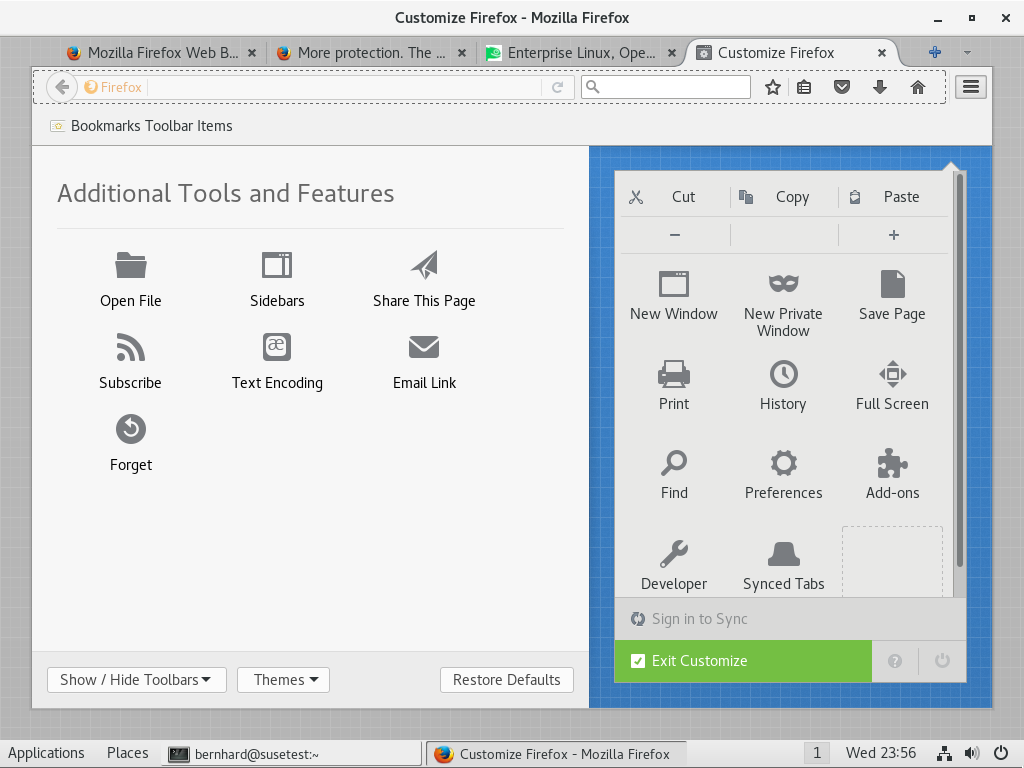 Customize Firefox - Mozilla Firefox
Mozilla Firefox Web B...
More protection. The ...
Enterprise Linux, Ope...
Customize Firefox
Firefox
Bookmarks Toolbar Items
Additional Tools and Features
Open File
Sidebars
Share This Page
Subscribe
æ
Text Encoding
Email Link
Forget
Cut
Copy
Paste
−
+
New Window
New Private
Window
Save Page
Print
History
Full Screen
Find
Preferences
Add-ons
Developer
Synced Tabs
Sign in to Sync
Exit Customize
?
Show / Hide Toolbars
Themes
Restore Defaults
Applications
Places
bernhard@susetest:~
Customize Firefox - Mozilla Firefox
1
Wed 23:56